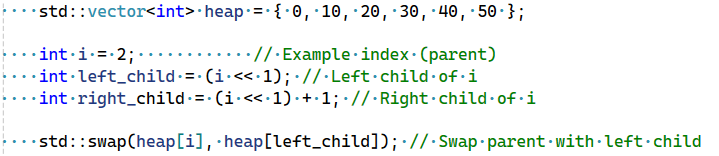 std::vector<int> heap = { 0, 10, 20, 30, 40, 50 };
int i = 2; // Example index (parent)
int left_child = (i << 1); // Left child of i
int right_child = (i << 1) + 1; // Right child of i
std::swap(heap[i], heap[left_child]); // Swap parent with left child